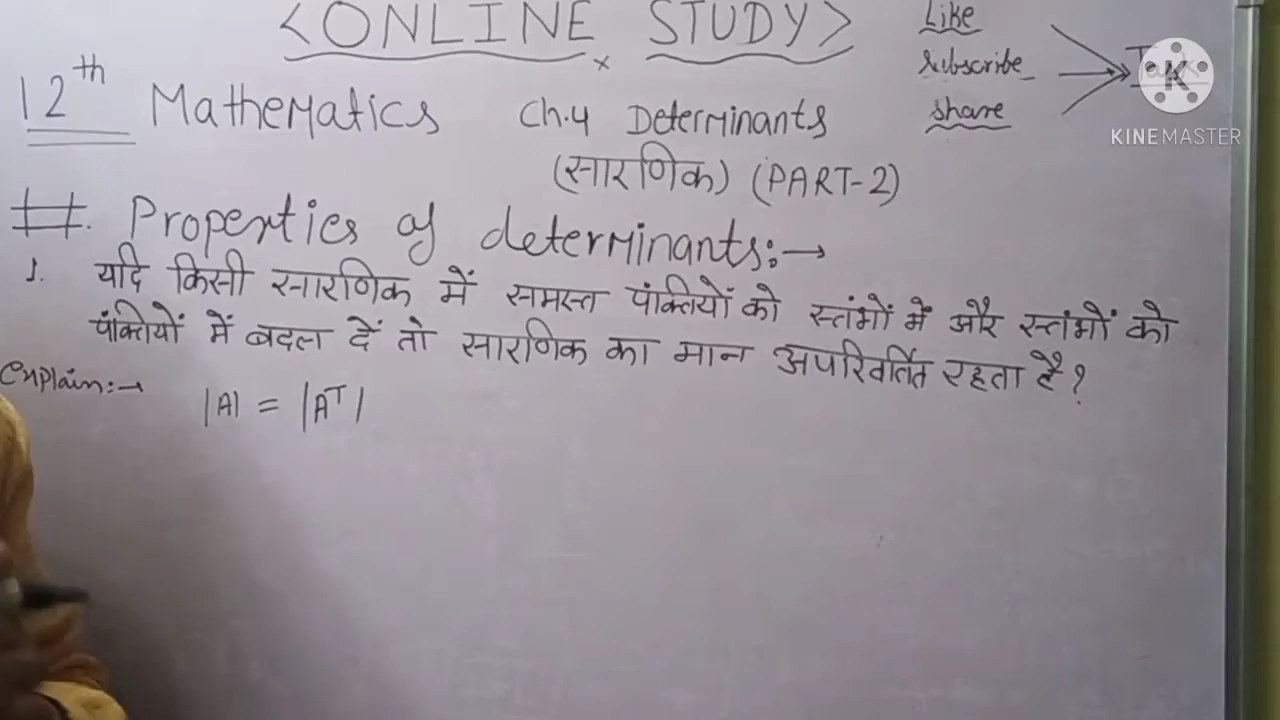 <ONLINE STUDY>
Like
Subscribe
Share
12th Mathematics Ch.4 Determinants
(सारणिक) (PART-2)
KINEMASTER
#. Properties of determinants:→
1. यदि किसी सारणिक में समस्त पंक्तियों को स्तंभों में और स्तंभों को
पंक्तियों में बदल दें तो सारणिक का मान अपरिवर्तित रहता है?
explain:→
|A| = |Aᵀ|